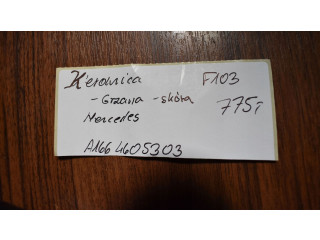 Kierownica F103
- Grzana - skóra 775,-
Mercedes
A1664605303